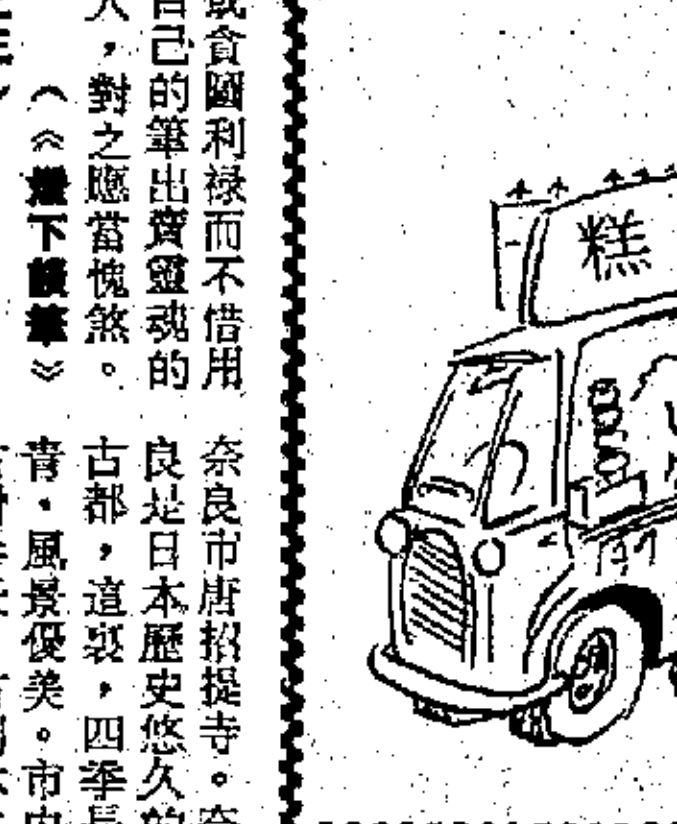 糕
貪圖利祿而不惜用
自己的筆出賣靈魂的
人，對之應當愧煞。
（《燈下
奈良市唐招提寺。奈
良是日本歷史悠久的
古都，這裏，四季長
青，風景優美。市內